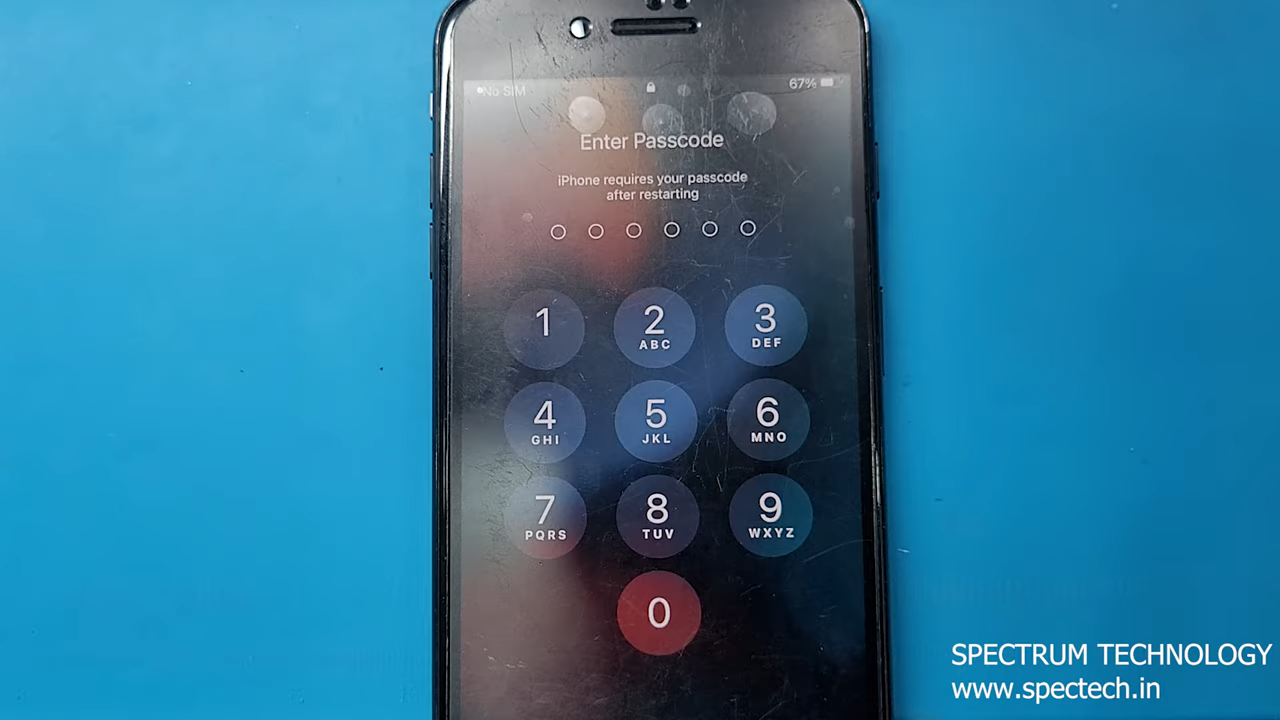 No SIM
67%
Enter Passcode
iPhone requires your passcode
after restarting
1
2
ABC
3
DEF
4
GHI
5
JKL
6
MNO
7
PQRS
8
TUV
9
WXYZ
0
SPECTRUM TECHNOLOGY
www.spectech.in